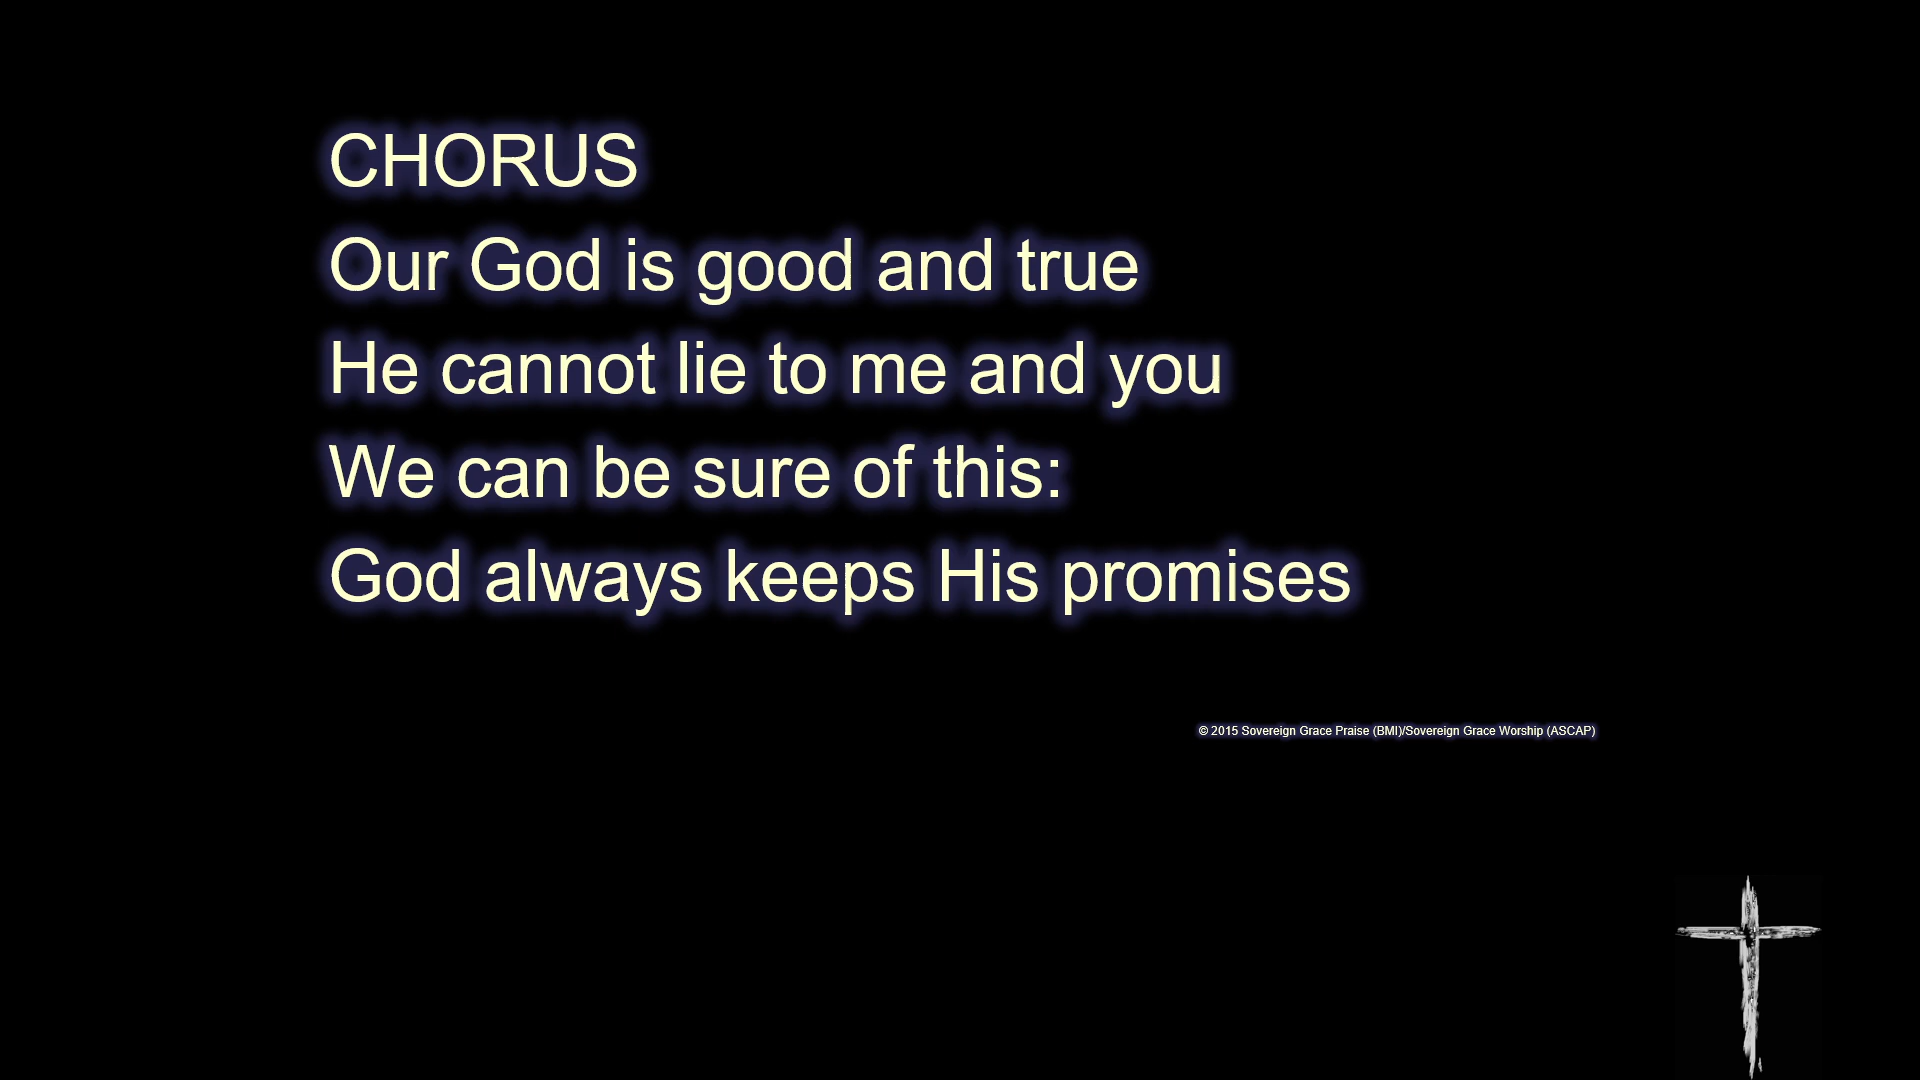 CHORUS
Our God is good and true
He cannot lie to me and you
We can be sure of this:
God always keeps His promises
© 2015 Sovereign Grace Praise (BMI)/Sovereign Grace Worship (ASCAP)